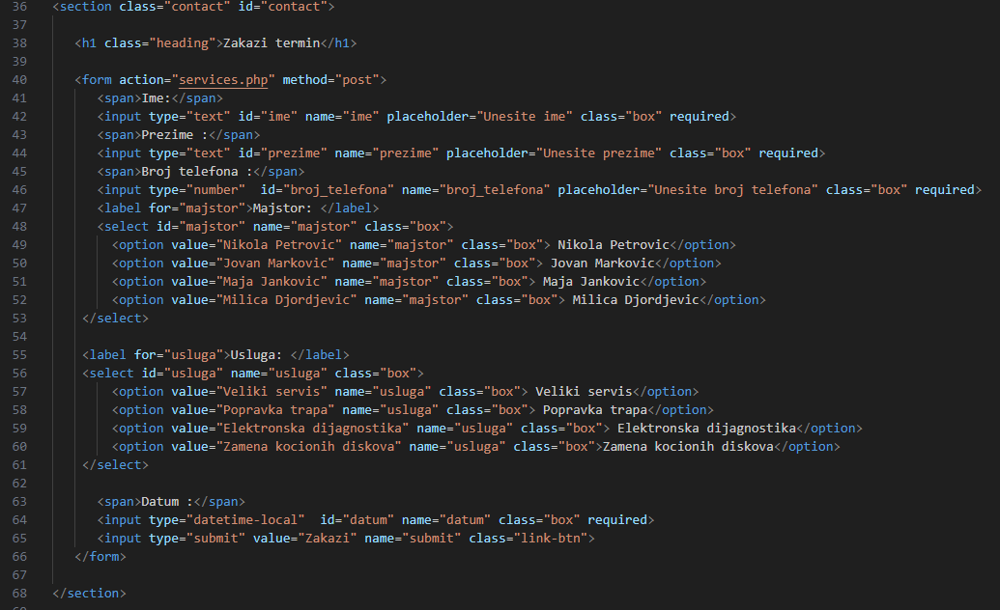 36 <section class="contact" id="contact">
37
38 <h1 class="heading">Zakazi termin</h1>
39
40 <form action="services.php" method="post">
41 <span>Ime:</span>
42 <input type="text" id="ime" name="ime" placeholder="Unesite ime" class="box" required>
43 <span>Prezime :</span>
44 <input type="text" id="prezime" name="prezime" placeholder="Unesite prezime" class="box" required>
45 <span>Broj telefona :</span>
46 <input type="number"  id="broj_telefona" name="broj_telefona" placeholder="Unesite broj telefona" class="box" required>
47 <label for="majstor">Majstor: </label>
48 <select id="majstor" name="majstor" class="box">
49 <option value="Nikola Petrovic" name="majstor" class="box"> Nikola Petrovic</option>
50 <option value="Jovan Markovic" name="majstor" class="box"> Jovan Markovic</option>
51 <option value="Maja Jankovic" name="majstor" class="box"> Maja Jankovic</option>
52 <option value="Milica Djordjevic" name="majstor" class="box"> Milica Djordjevic</option>
53 </select>
54
55 <label for="usluga">Usluga: </label>
56 <select id="usluga" name="usluga" class="box">
57 <option value="Veliki servis" name="usluga" class="box"> Veliki servis</option>
58 <option value="Popravka trapa" name="usluga" class="box"> Popravka trapa</option>
59 <option value="Elektronska dijagnostika" name="usluga" class="box"> Elektronska dijagnostika</option>
60 <option value="Zamena kocionih diskova" name="usluga" class="box">Zamena kocionih diskova</option>
61 </select>
62
63 <span>Datum :</span>
64 <input type="datetime-local"  id="datum" name="datum" class="box" required>
65 <input type="submit" value="Zakazi" name="submit" class="link-btn">
66 </form>
67
68 </section>